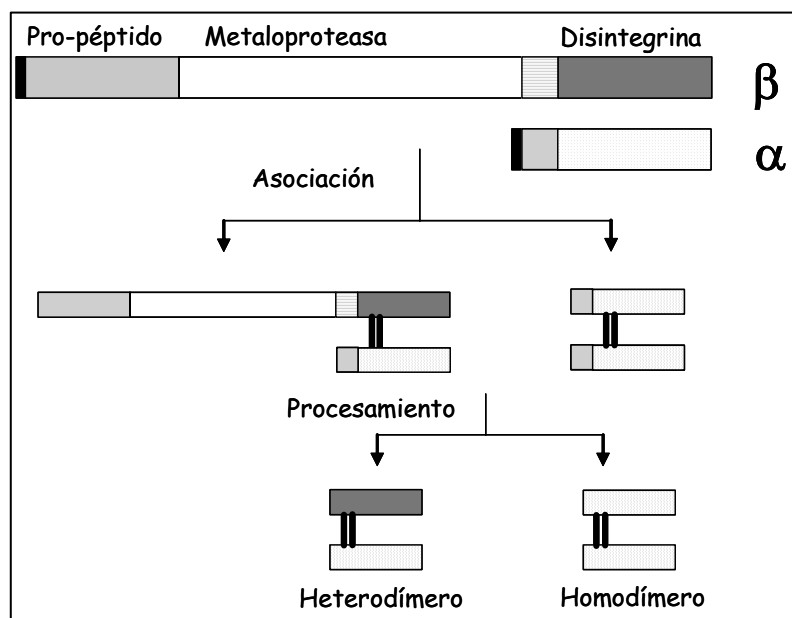 Pro-péptido Metaloproteasa Disintegrina
β
α
Asociación
Procesamiento
Heterodímero Homodímero